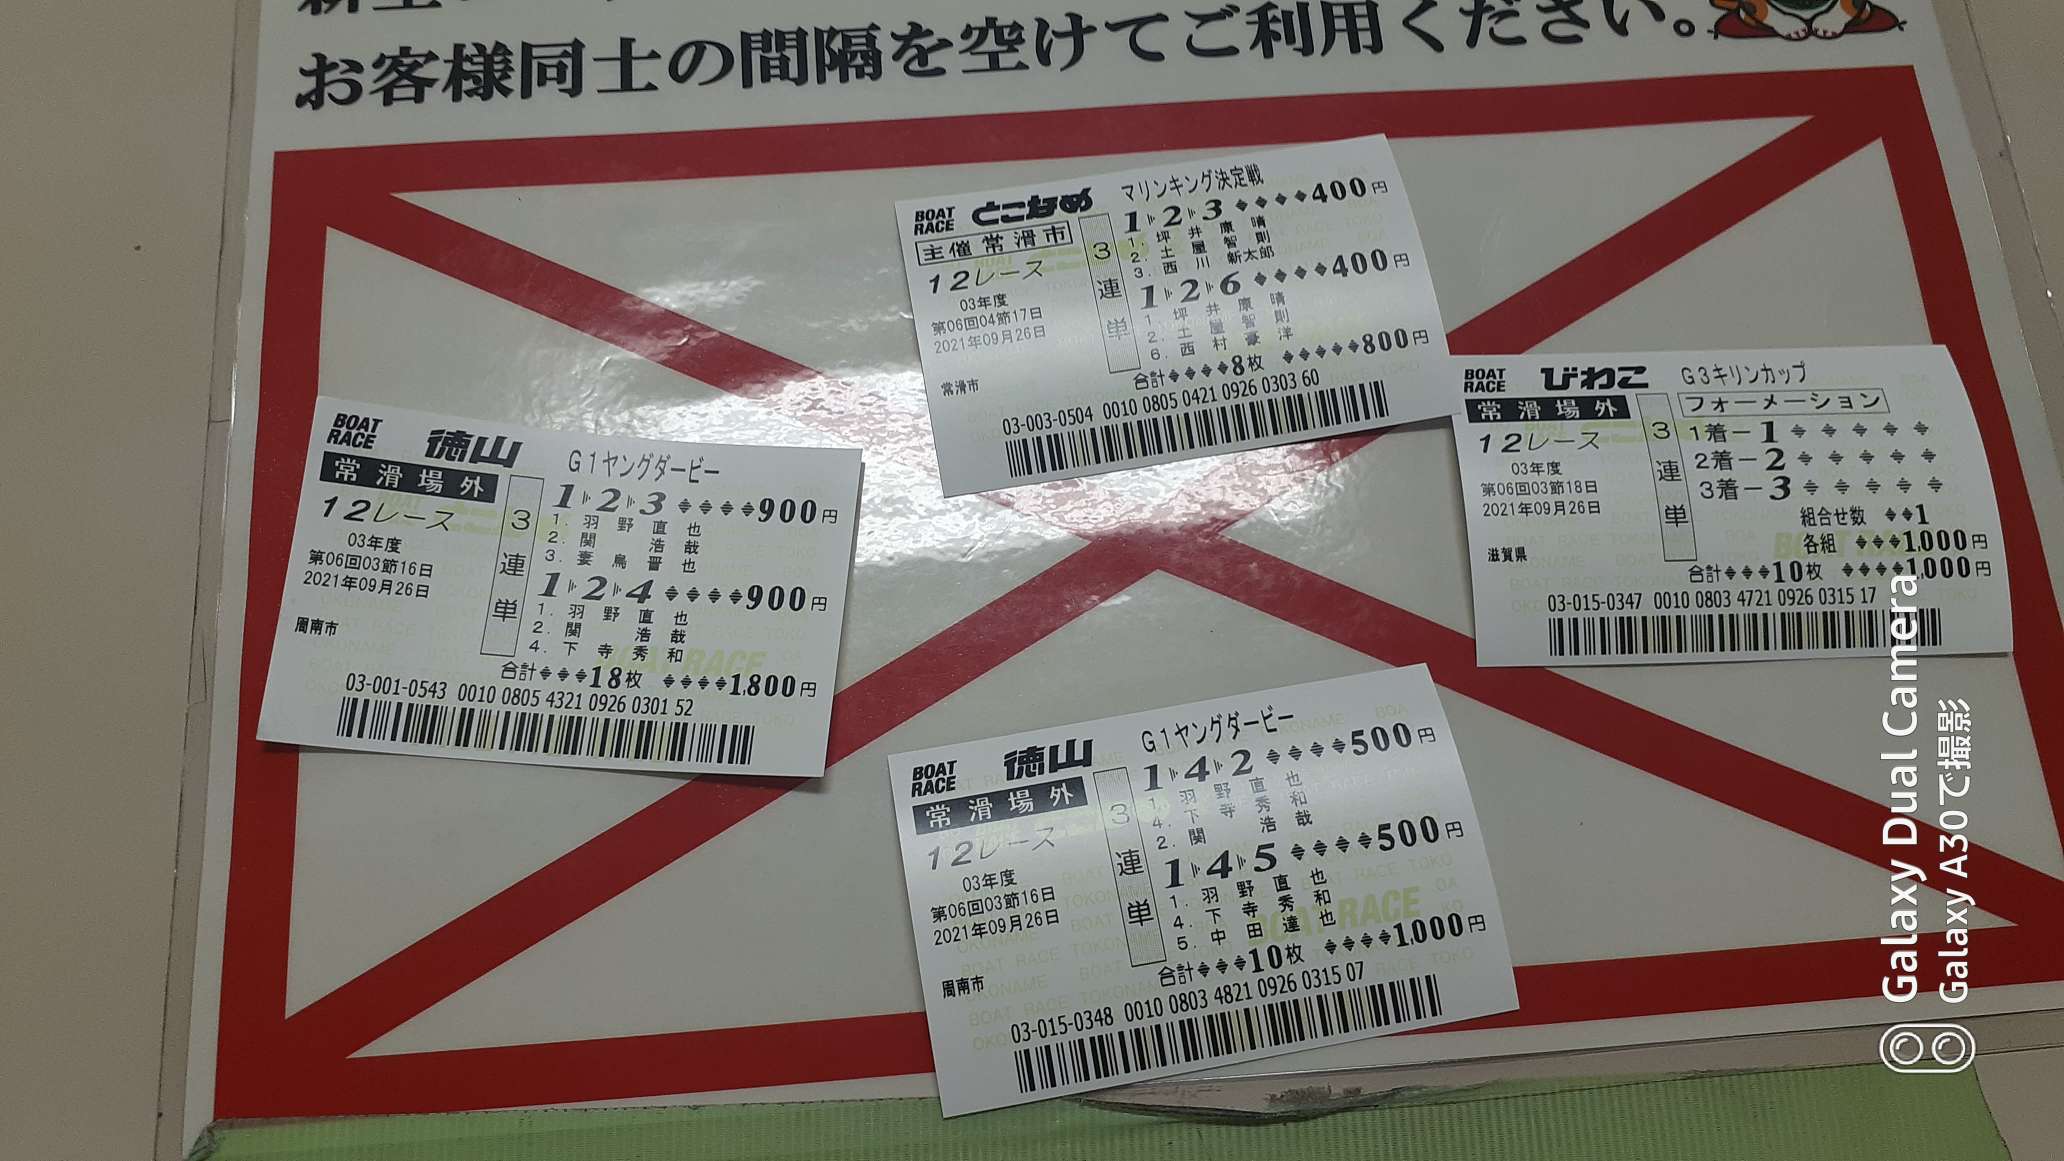 お客様同士の間隔を空けてご利用ください。
BOAT RACE とこなめ マリンキング決定戦
主催常滑市
12レース
03年度
第06回04節17日
2021年09月26日
常滑市
3連単
1 2 3 400円
1. 坪井康晴
2. 土屋智則
3. 西川新太郎
1 2 6 400円
1. 坪井康晴
2. 土屋智則
6. 西村豪洋
合計 8枚 800円
03-003-0504 0010 0805 0421 0926 0303 60
BOAT RACE びわこ G3キリンカップ
常滑場外
フォーメーション
12レース
03年度
第06回03節18日
2021年09月26日
滋賀県
3連単
1着－1
2着－2
3着－3
組合せ数 1
各組 1,000円
合計 10枚 1,000円
03-015-0347 0010 0803 4721 0926 0315 17
BOAT RACE 徳山 G1ヤングダービー
常滑場外
12レース
03年度
第06回03節16日
2021年09月26日
周南市
3連単
1 2 3 900円
1. 羽野直也
2. 関浩哉
3. 妻鳥晋也
1 2 4 900円
1. 羽野直也
2. 関浩哉
4. 下寺秀和
合計 18枚 1,800円
03-001-0543 0010 0805 4321 0926 0301 52
BOAT RACE 徳山 G1ヤングダービー
常滑場外
12レース
03年度
第06回03節16日
2021年09月26日
周南市
3連単
1 4 2 500円
1. 羽野直也
4. 下寺秀和
2. 関浩哉
1 4 5 500円
1. 羽野直也
4. 下寺秀和
5. 中田達也
合計 10枚 1,000円
03-015-0348 0010 0803 4821 0926 0315 07
Galaxy Dual Camera
Galaxy A30で撮影